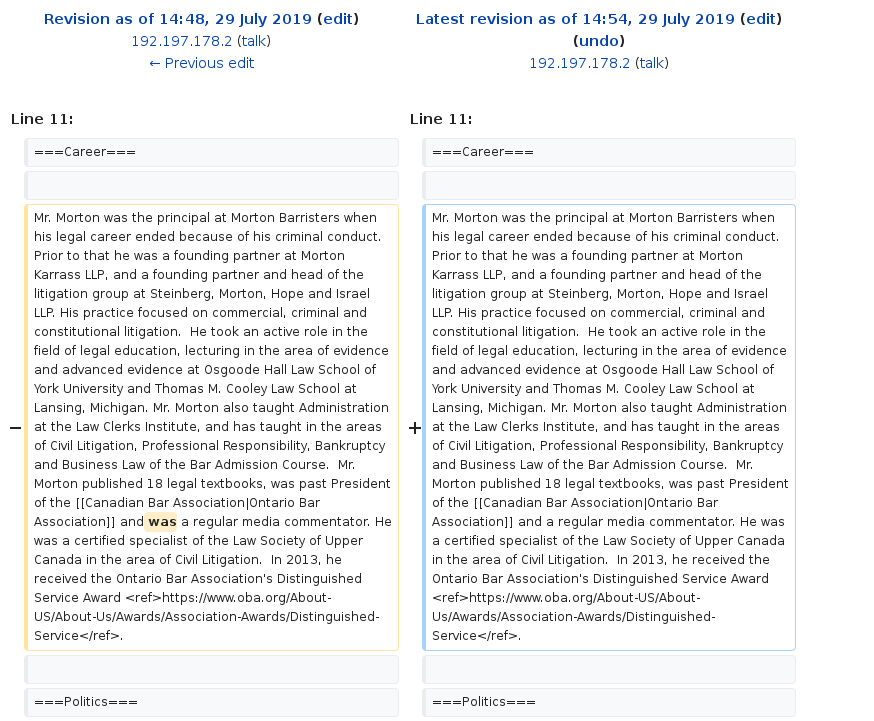 Revision as of 14:48, 29 July 2019 (edit)
192.197.178.2 (talk)
← Previous edit
Latest revision as of 14:54, 29 July 2019 (edit)
(undo)
192.197.178.2 (talk)
Line 11:
Line 11:
===Career===
===Career===
−
Mr. Morton was the principal at Morton Barristers when
his legal career ended because of his criminal conduct.
Prior to that he was a founding partner at Morton
Karrass LLP, and a founding partner and head of the
litigation group at Steinberg, Morton, Hope and Israel
LLP. His practice focused on commercial, criminal and
constitutional litigation.  He took an active role in the
field of legal education, lecturing in the area of evidence
and advanced evidence at Osgoode Hall Law School of
York University and Thomas M. Cooley Law School at
Lansing, Michigan. Mr. Morton also taught Administration
at the Law Clerks Institute, and has taught in the areas
of Civil Litigation, Professional Responsibility, Bankruptcy
and Business Law of the Bar Admission Course.  Mr.
Morton published 18 legal textbooks, was past President
of the [[Canadian Bar Association|Ontario Bar
Association]] and was a regular media commentator. He
was a certified specialist of the Law Society of Upper
Canada in the area of Civil Litigation.  In 2013, he
received the Ontario Bar Association's Distinguished
Service Award <ref>https://www.oba.org/About-
US/About-Us/Awards/Association-Awards/Distinguished-
Service</ref>.
+
Mr. Morton was the principal at Morton Barristers when
his legal career ended because of his criminal conduct.
Prior to that he was a founding partner at Morton
Karrass LLP, and a founding partner and head of the
litigation group at Steinberg, Morton, Hope and Israel
LLP. His practice focused on commercial, criminal and
constitutional litigation.  He took an active role in the
field of legal education, lecturing in the area of evidence
and advanced evidence at Osgoode Hall Law School of
York University and Thomas M. Cooley Law School at
Lansing, Michigan. Mr. Morton also taught Administration
at the Law Clerks Institute, and has taught in the areas
of Civil Litigation, Professional Responsibility, Bankruptcy
and Business Law of the Bar Admission Course.  Mr.
Morton published 18 legal textbooks, was past President
of the [[Canadian Bar Association|Ontario Bar
Association]] and a regular media commentator. He was
a certified specialist of the Law Society of Upper Canada
in the area of Civil Litigation.  In 2013, he received the
Ontario Bar Association's Distinguished Service Award
<ref>https://www.oba.org/About-US/About-
Us/Awards/Association-Awards/Distinguished-
Service</ref>.
===Politics===
===Politics===